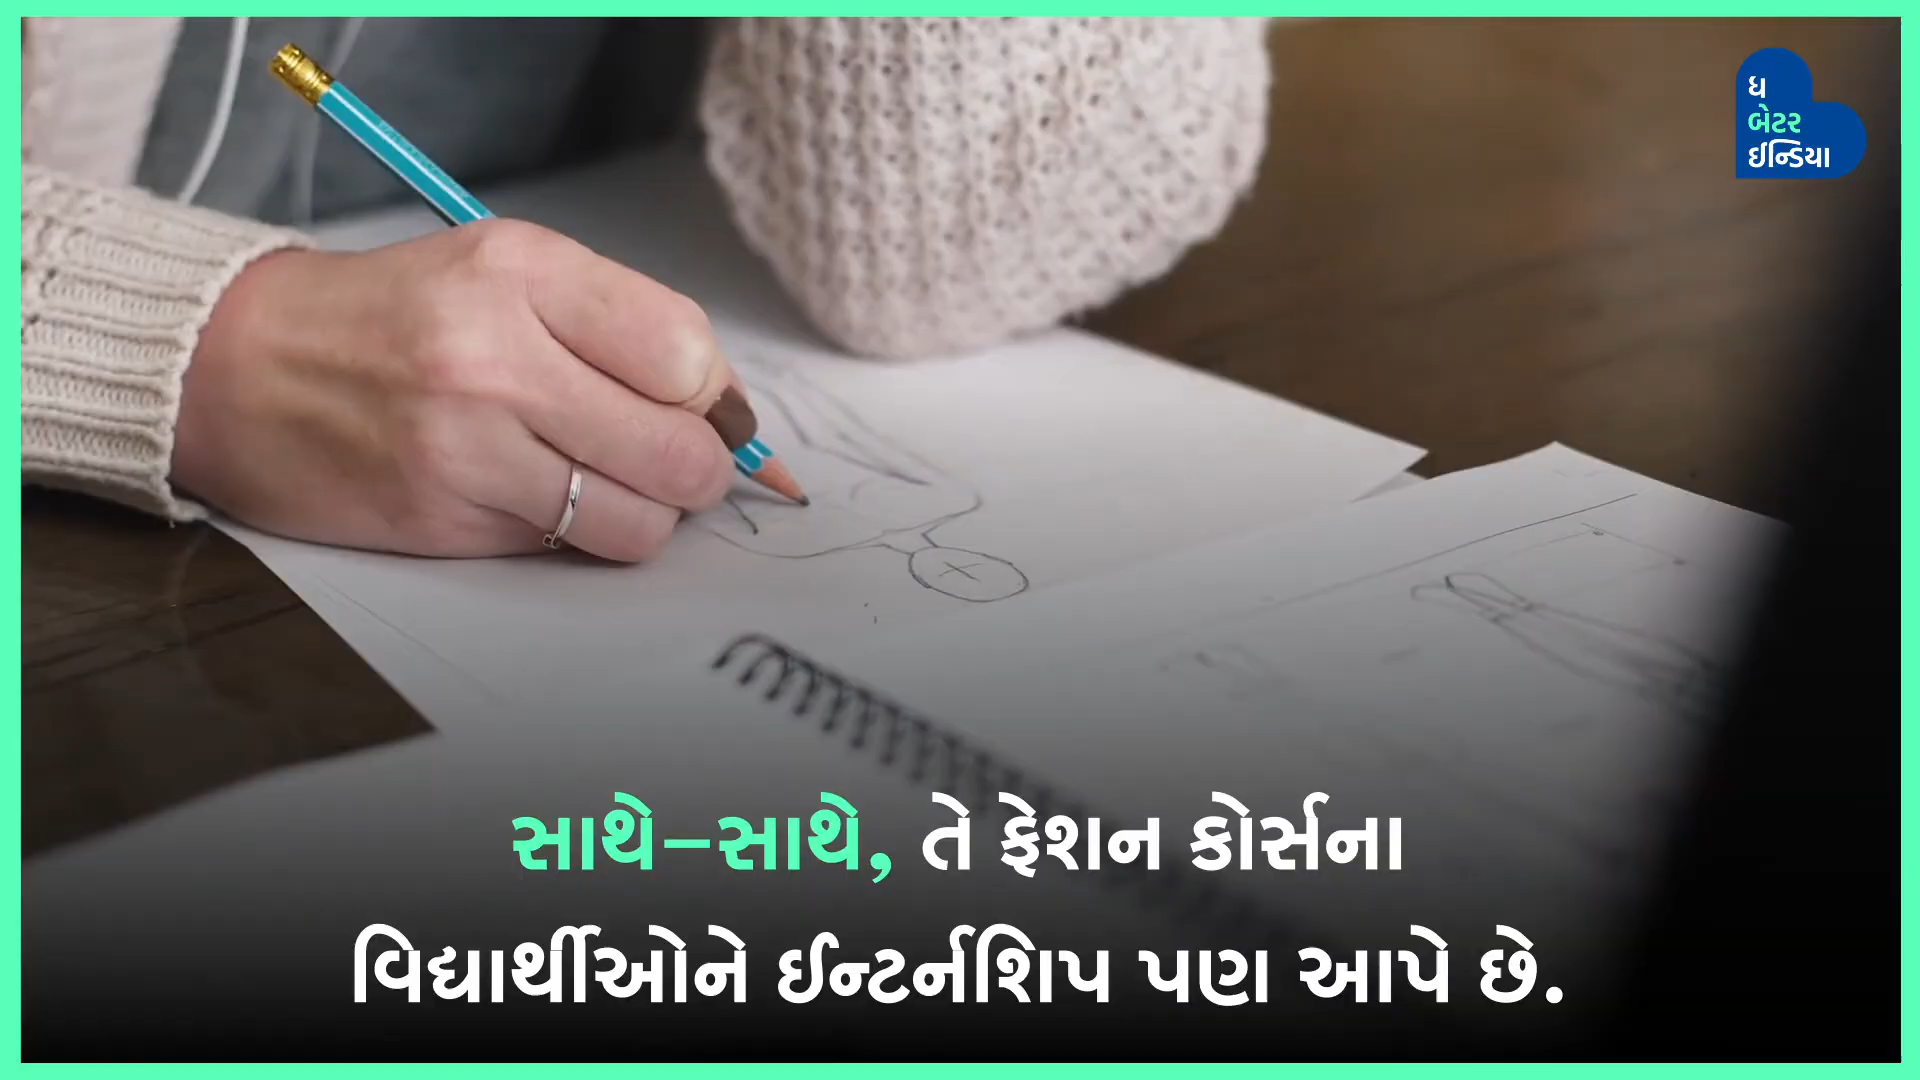 ધ
બેટર
ઈન્ડિયા
સાથે-સાથે, તે ફેશન કોર્સના
વિદ્યાર્થીઓને ઈન્ટર્નશિપ પણ આપે છે.